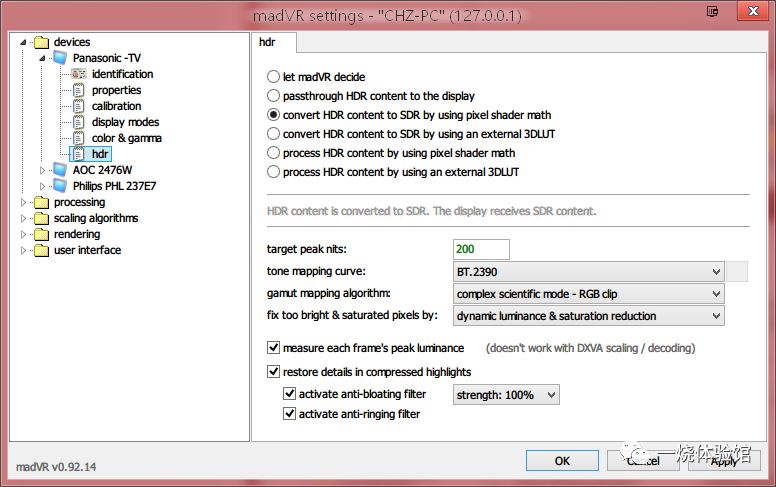 madVR settings - "CHZ-PC" (127.0.0.1)
devices
Panasonic -TV
identification
properties
calibration
display modes
color & gamma
hdr
AOC 2476W
Philips PHL 237E7
processing
scaling algorithms
rendering
user interface
hdr
let madVR decide
passthrough HDR content to the display
convert HDR content to SDR by using pixel shader math
convert HDR content to SDR by using an external 3DLUT
process HDR content by using pixel shader math
process HDR content by using an external 3DLUT
HDR content is converted to SDR. The display receives SDR content.
target peak nits: 200
tone mapping curve: BT.2390
gamut mapping algorithm: complex scientific mode - RGB clip
fix too bright & saturated pixels by: dynamic luminance & saturation reduction
measure each frame's peak luminance (doesn't work with DXVA scaling / decoding)
restore details in compressed highlights
activate anti-bloating filter strength: 100%
activate anti-ringing filter
madVR v0.92.14
OK Cancel Apply
一烧体验馆